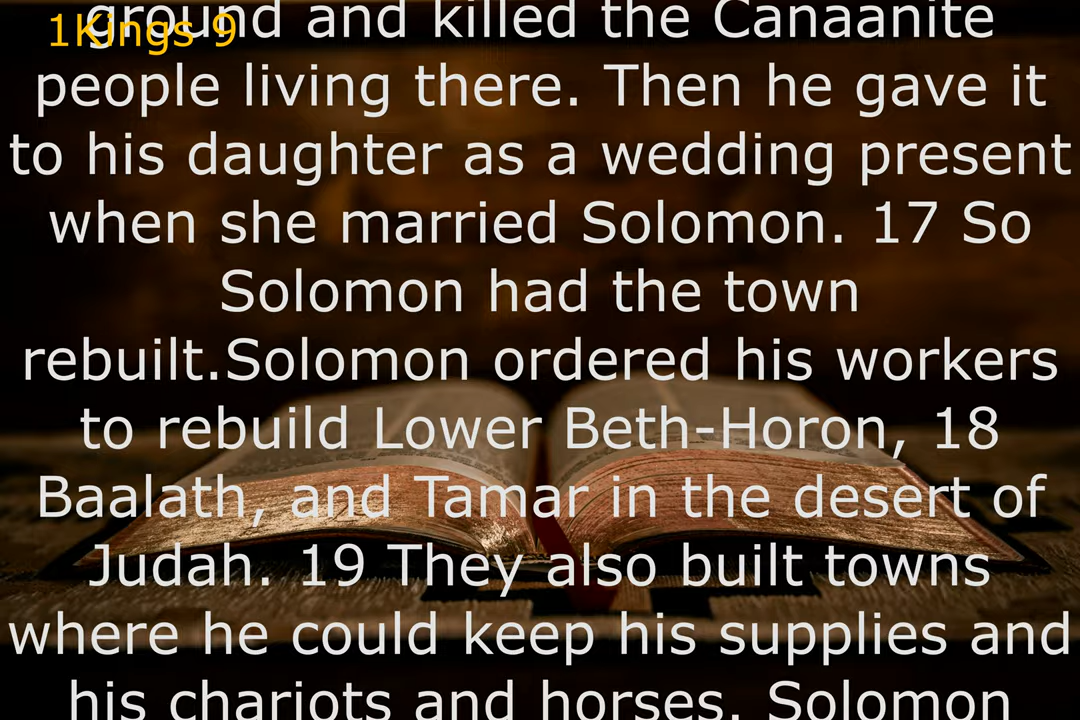 1Kings 9
ground and killed the Canaanite
people living there. Then he gave it
to his daughter as a wedding present
when she married Solomon. 17 So
Solomon had the town
rebuilt.Solomon ordered his workers
to rebuild Lower Beth-Horon, 18
Baalath, and Tamar in the desert of
Judah. 19 They also built towns
where he could keep his supplies and
his chariots and horses. Solomon